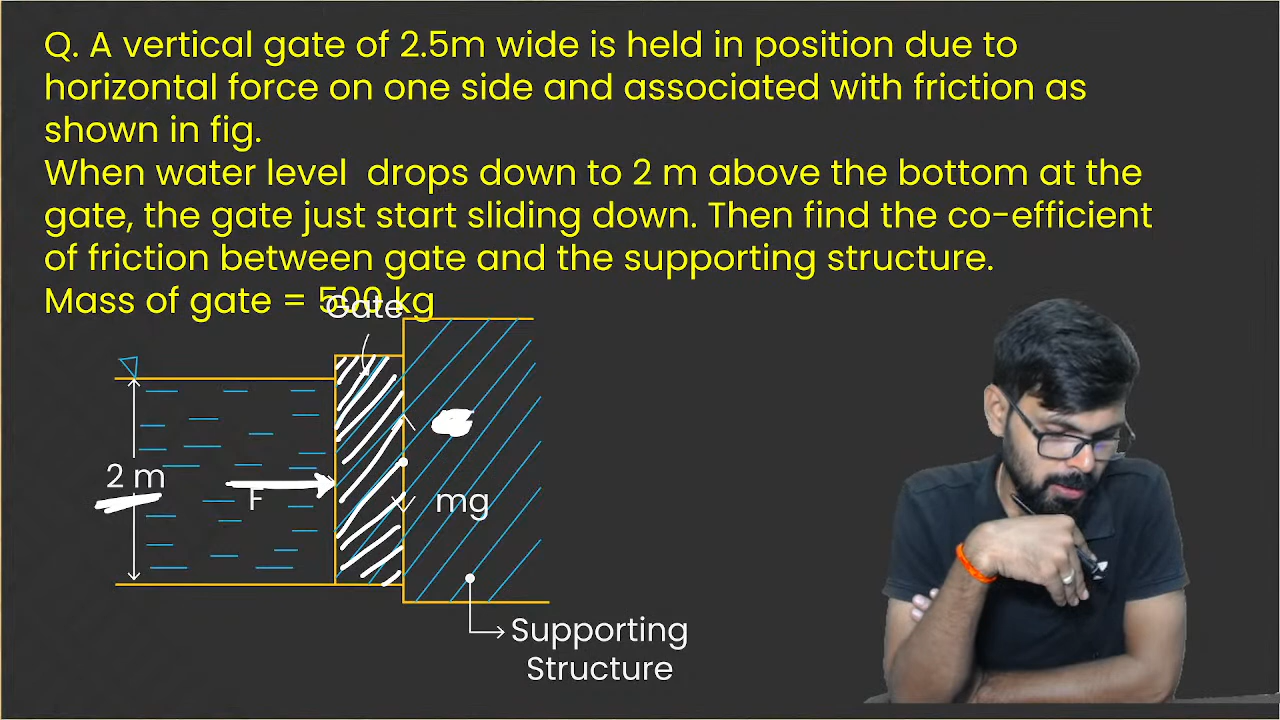 Q. A vertical gate of 2.5m wide is held in position due to
horizontal force on one side and associated with friction as
shown in fig.
When water level drops down to 2 m above the bottom at the
gate, the gate just start sliding down. Then find the co-efficient
of friction between gate and the supporting structure.
Mass of gate = 500 kg
Gate
2 m
F
mg
Supporting
Structure